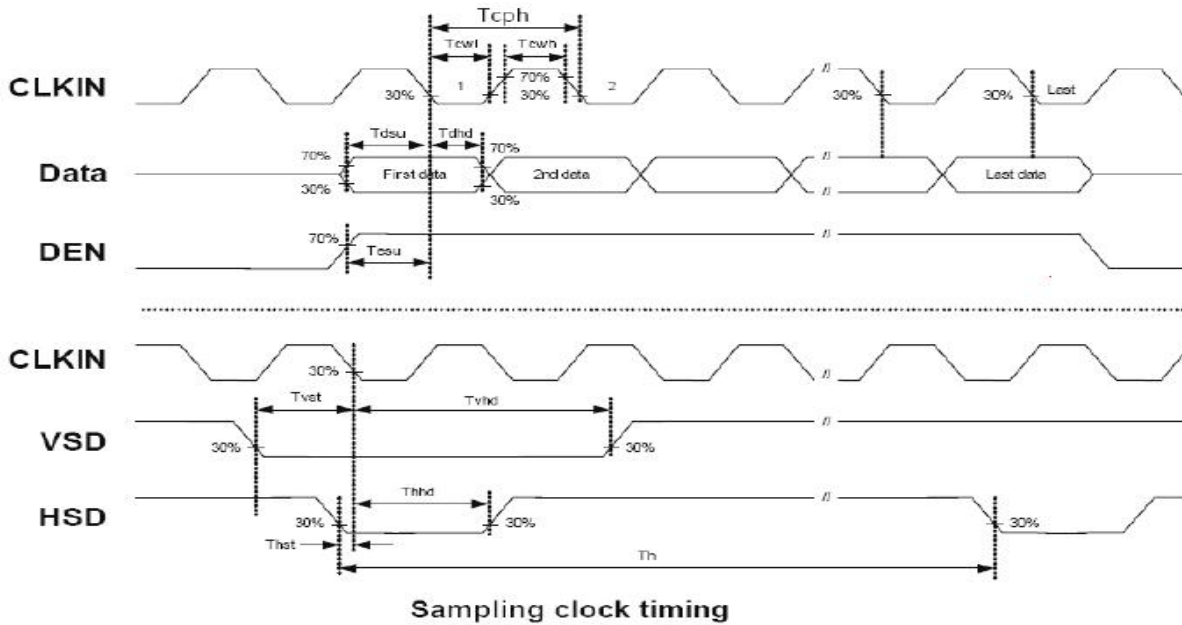 Tcph
Tcwl Tcwh
CLKIN 30% 1 70% 30% 2 // 30% 30% Last
Tdsu Tdhd
Data 70% 30% First data 70% 30% 2nd data // Last data
DEN 70% Tesu //
CLKIN 30% //
Tvst Tvhd
VSD 30% 30% //
Thhd
HSD 30% 30% // 30%
Thst
Th
Sampling clock timing